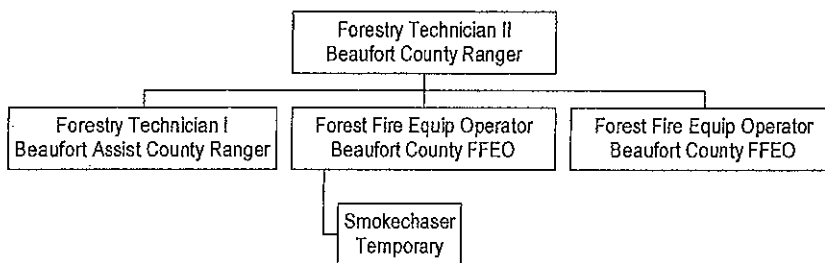 Forestry Technician II
Beaufort County Ranger
Forestry Technician I
Beaufort Assist County Ranger
Forest Fire Equip Operator
Beaufort County FFEO
Forest Fire Equip Operator
Beaufort County FFEO
Smokechaser
Temporary